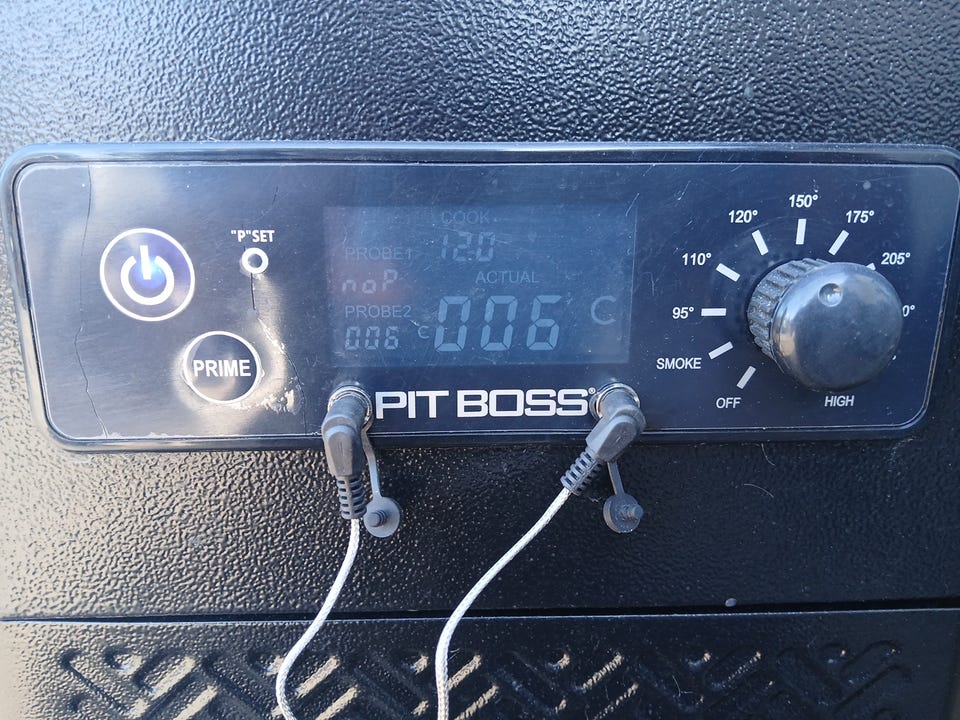 "P"SET
PRIME
COOK
120
PROBE1
noP
ACTUAL
PROBE2
006 C
006 C
PIT BOSS®
OFF
SMOKE
95°
110°
120°
150°
175°
205°
0°
HIGH